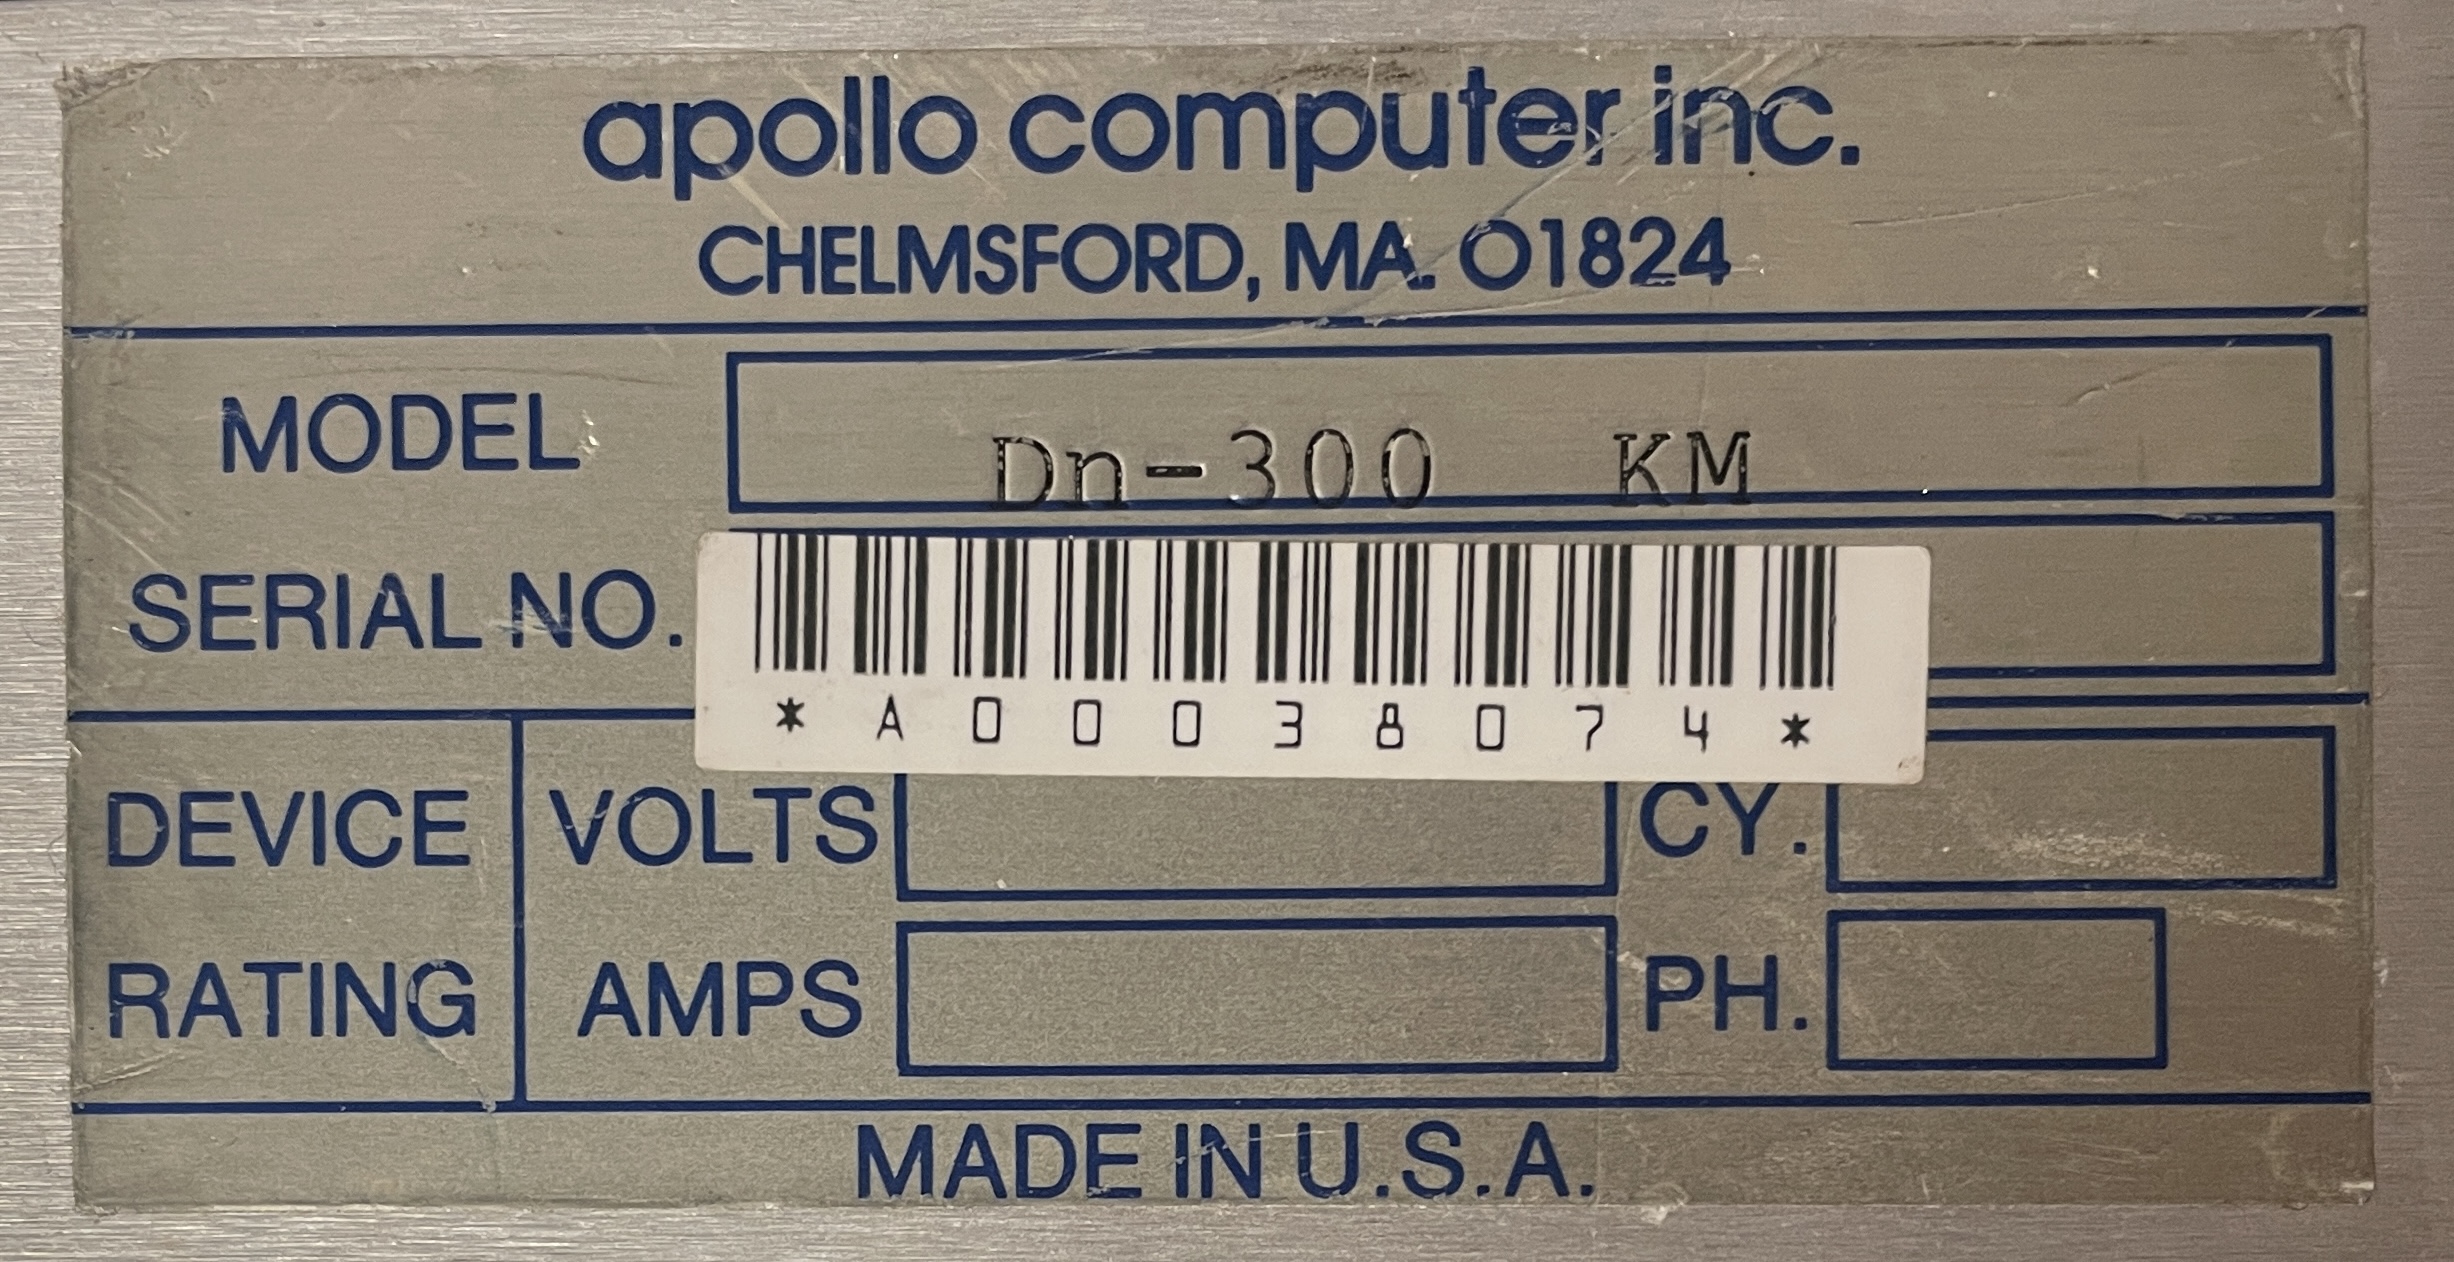 apollo computer inc.
CHELMSFORD, MA. 01824
MODEL Dn-300 KM
SERIAL NO. *A00038074*
DEVICE VOLTS CY.
RATING AMPS PH.
MADE IN U.S.A.